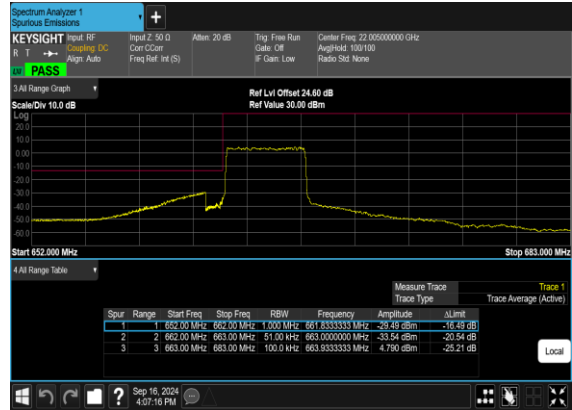 Spectrum Analyzer 1
Spurious Emissions
KEYSIGHT Input: RF Input Z: 50 Ω Atten: 20 dB Trig: Free Run Center Freq: 22.005000000 GHz
R T Coupling: DC Corr CCorr Gate: Off Avg|Hold: 100/100
Align: Auto Freq Ref: Int (S) IF Gain: Low Radio Std: None
PASS
3 All Range Graph
Ref Lvl Offset 24.60 dB
Scale/Div 10.0 dB Ref Value 30.00 dBm
Log
20.0
10.0
0.00
-10.0
-20.0
-30.0
-40.0
-50.0
-60.0
Start 652.000 MHz Stop 683.000 MHz
4 All Range Table
Measure Trace Trace 1
Trace Type Trace Average (Active)
Spur Range Start Freq Stop Freq RBW Frequency Amplitude ΔLimit
1 1 652.00 MHz 662.00 MHz 1.000 MHz 661.8333333 MHz -29.49 dBm -16.49 dB
2 2 662.00 MHz 663.00 MHz 51.00 kHz 663.0000000 MHz -33.54 dBm -20.54 dB
3 3 663.00 MHz 683.00 MHz 100.0 kHz 663.9333333 MHz 4.790 dBm -25.21 dB
Local
? Sep 16, 2024
4:07:16 PM